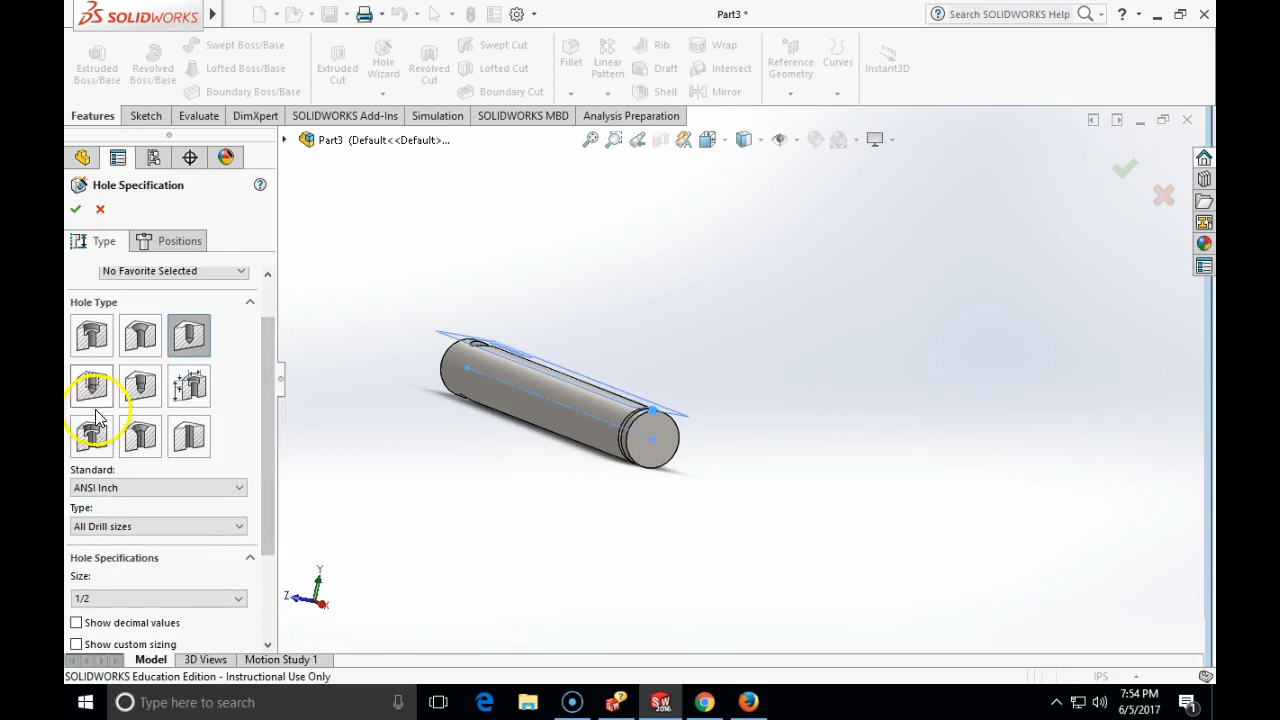 SOLIDWORKS
Part3 *
Search SOLIDWORKS Help
Extruded Boss/Base
Revolved Boss/Base
Swept Boss/Base
Lofted Boss/Base
Boundary Boss/Base
Extruded Cut
Hole Wizard
Revolved Cut
Swept Cut
Lofted Cut
Boundary Cut
Fillet
Linear Pattern
Rib
Draft
Shell
Wrap
Intersect
Mirror
Reference Geometry
Curves
Instant3D
Features
Sketch
Evaluate
DimXpert
SOLIDWORKS Add-Ins
Simulation
SOLIDWORKS MBD
Analysis Preparation
Part3 (Default<<Default>...
Hole Specification
Type
Positions
No Favorite Selected
Hole Type
Standard:
ANSI Inch
Type:
All Drill sizes
Hole Specifications
Size:
1/2
Show decimal values
Show custom sizing
Y
Z
X
Model
3D Views
Motion Study 1
SOLIDWORKS Education Edition - Instructional Use Only
IPS
Type here to search
SW
2016
7:54 PM
6/5/2017
1